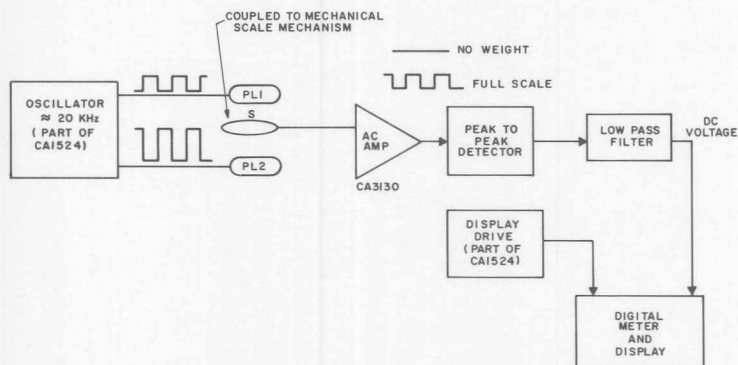 COUPLED TO MECHANICAL
SCALE MECHANISM
NO WEIGHT
FULL SCALE
OSCILLATOR
≈ 20 KHz
(PART OF
CA1524)
PL1
S
PL2
AC
AMP
CA3130
PEAK TO
PEAK
DETECTOR
LOW PASS
FILTER
DC
VOLTAGE
DISPLAY
DRIVE
(PART OF
CA1524)
DIGITAL
METER
AND
DISPLAY